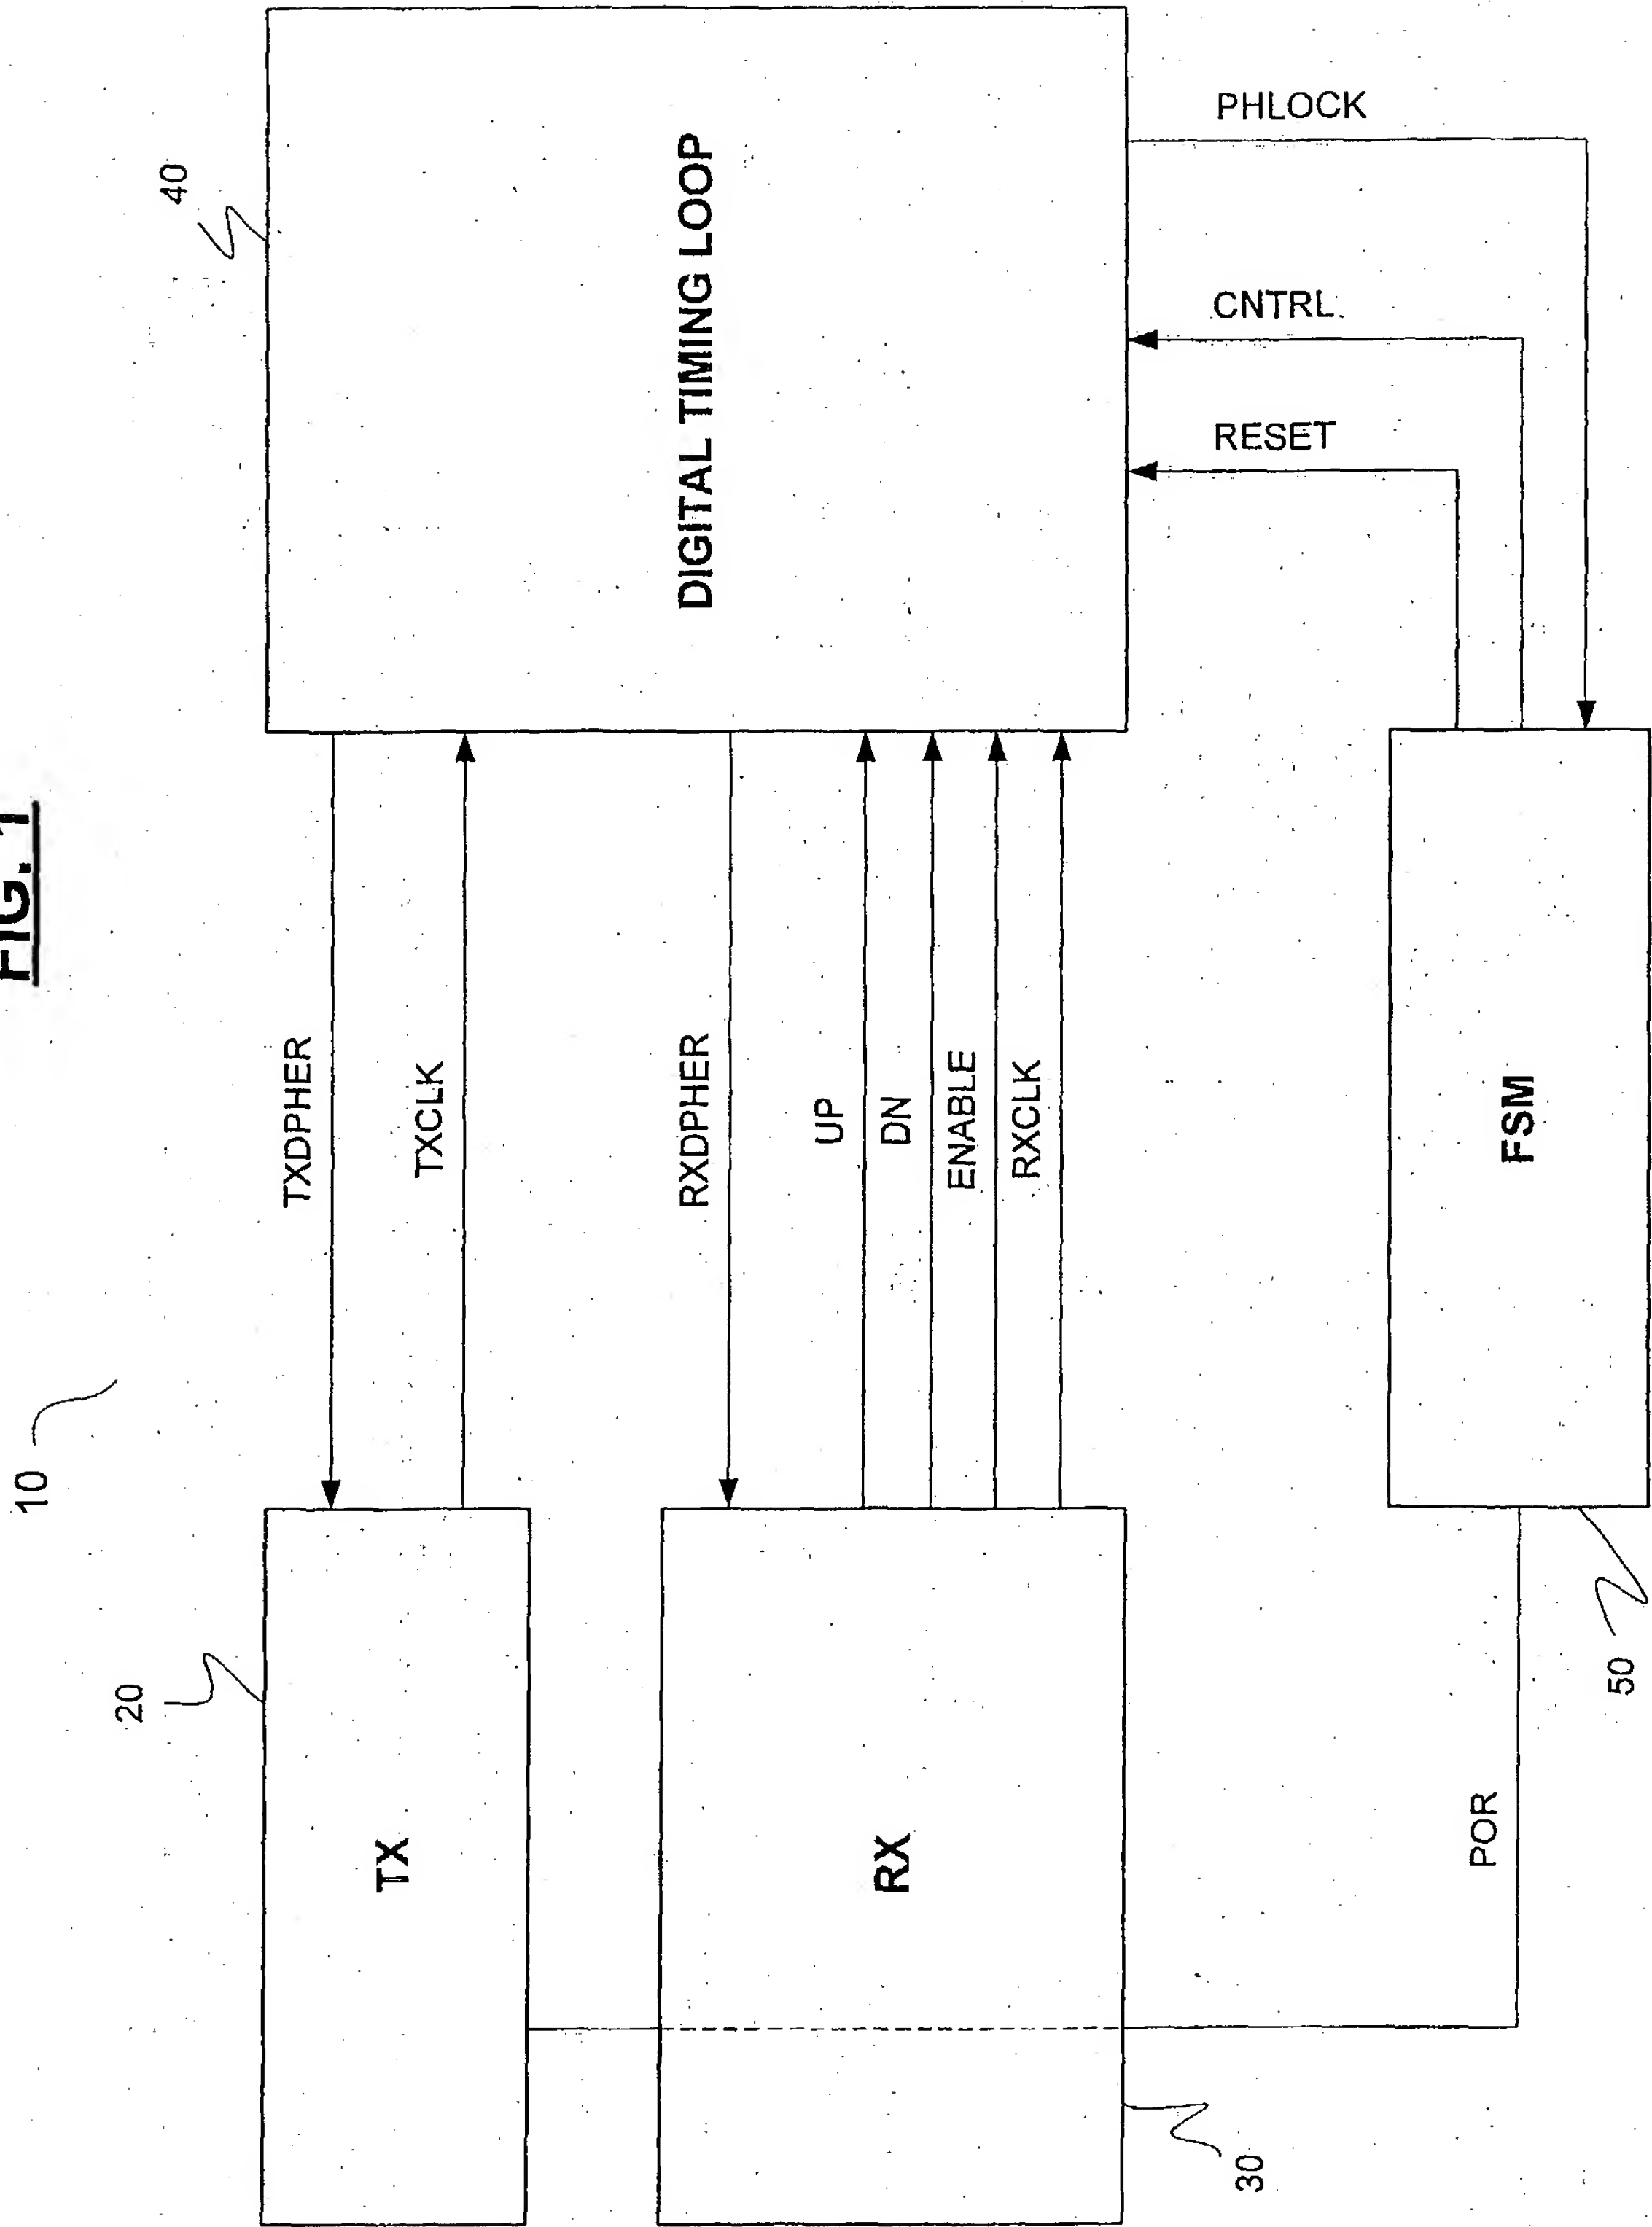 FIG. 1
10
20
TX
RX
30
TXDPHER
TXCLK
RXDPHER
UP
DN
ENABLE
RXCLK
40
DIGITAL TIMING LOOP
PHLOCK
CNTRL
RESET
FSM
50
POR